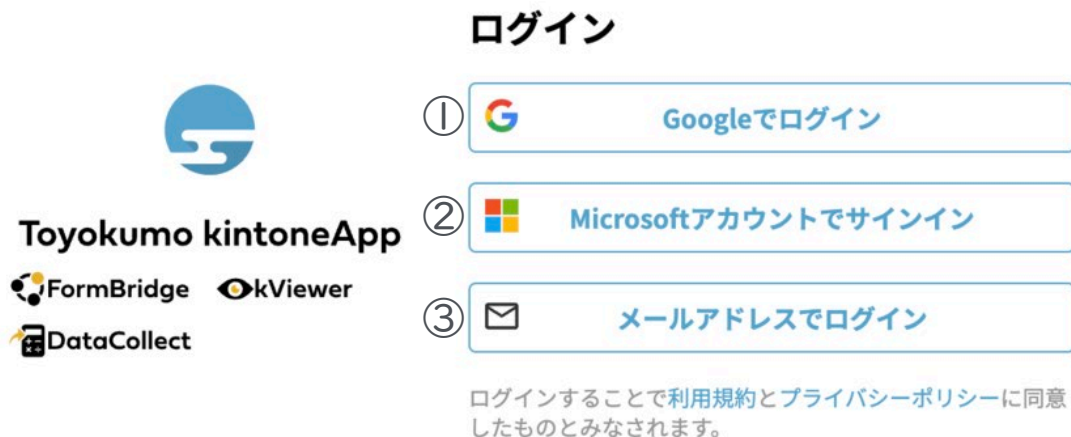 ログイン
① Googleでログイン
② Microsoftアカウントでサインイン
③ メールアドレスでログイン
ログインすることで利用規約とプライバシーポリシーに同意
したものとみなされます。
Toyokumo kintoneApp
FormBridge kViewer
DataCollect